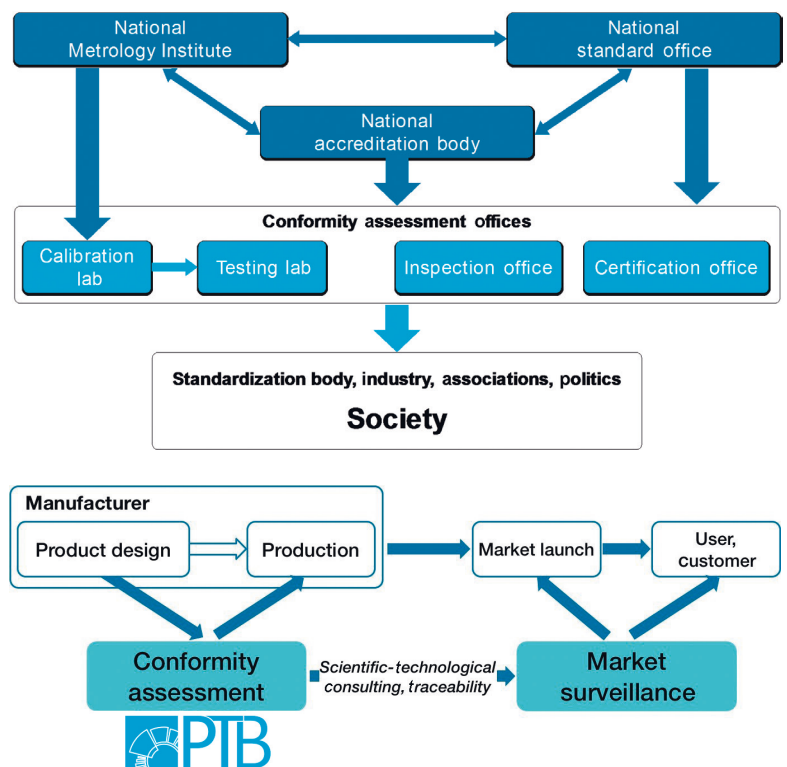 National
Metrology Institute
National
standard office
National
accreditation body
Conformity assessment offices
Calibration
lab
Testing lab
Inspection office
Certification office
Standardization body, industry, associations, politics
Society
Manufacturer
Product design
Production
Market launch
User,
customer
Conformity
assessment
Scientific-technological
consulting, traceability
Market
surveillance
PTB